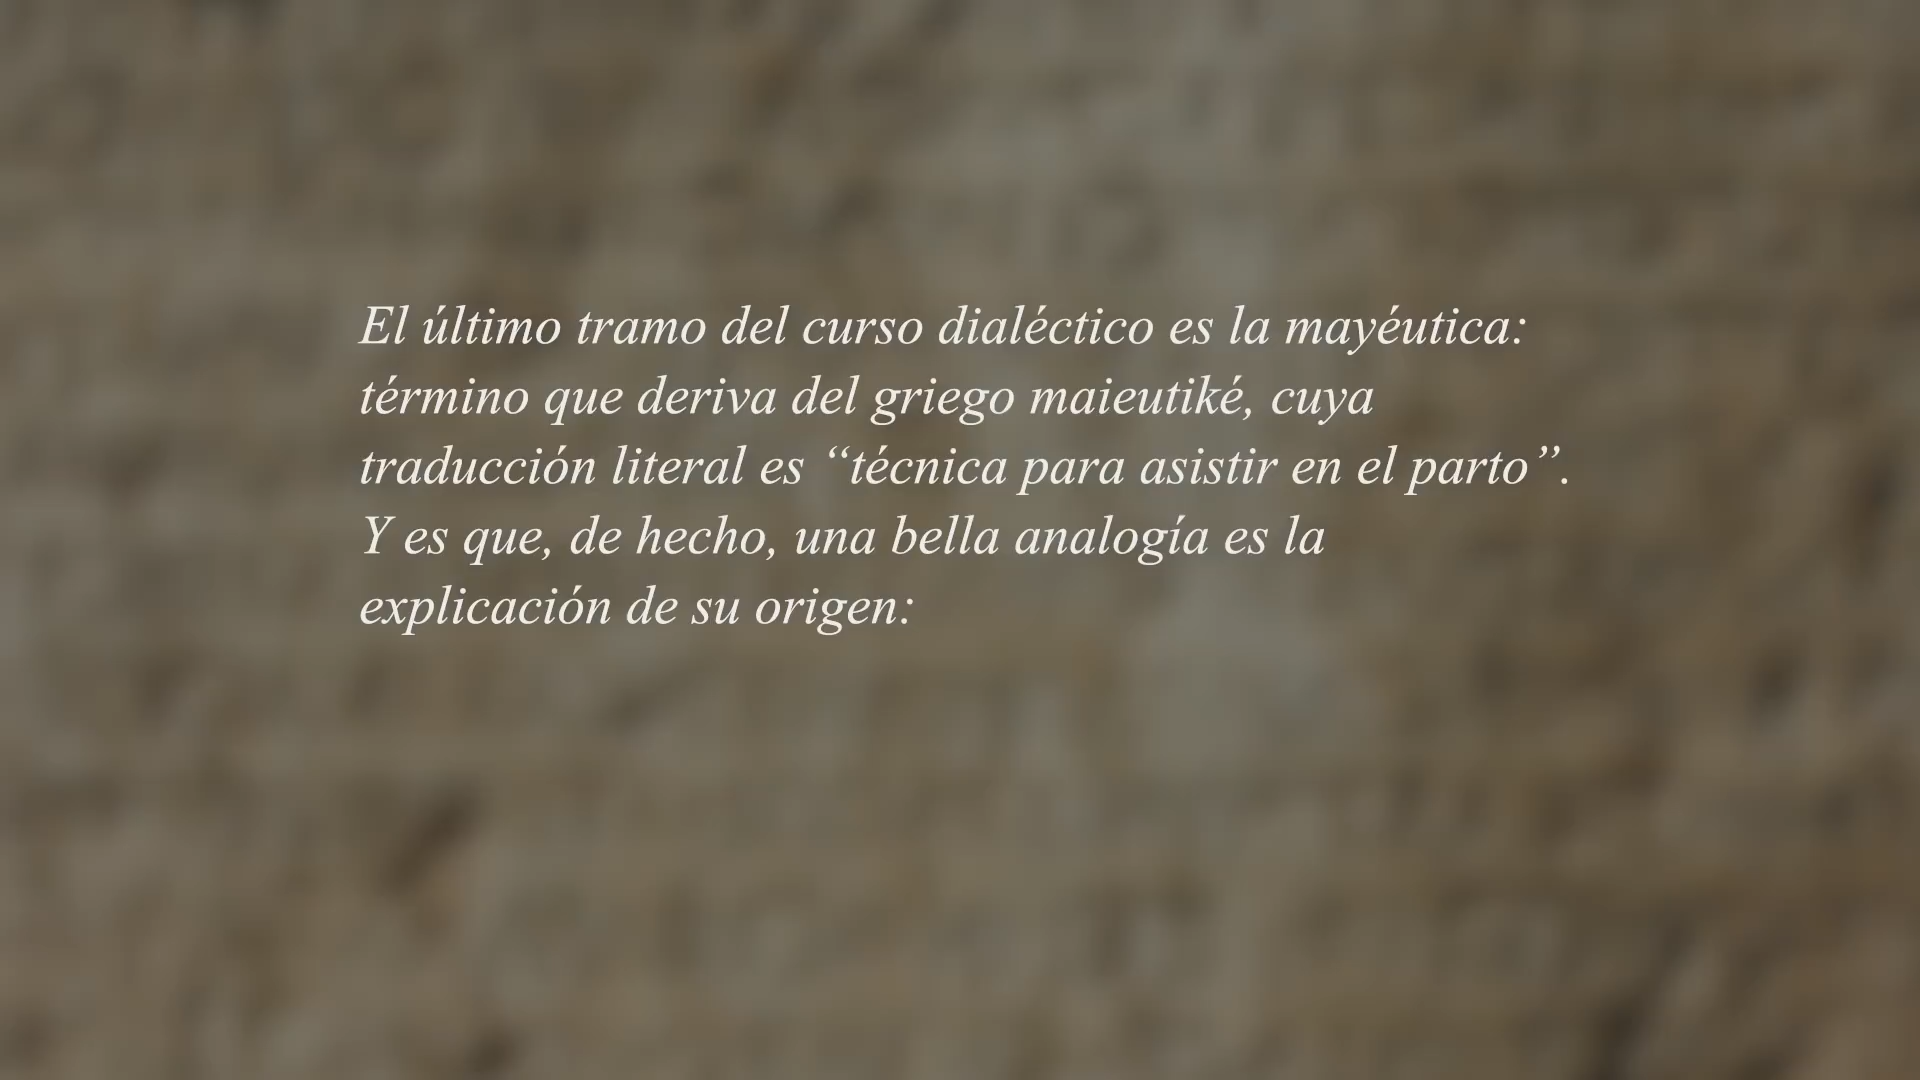 El último tramo del curso dialéctico es la mayéutica:
término que deriva del griego maieutiké, cuya
traducción literal es “técnica para asistir en el parto”.
Y es que, de hecho, una bella analogía es la
explicación de su origen: